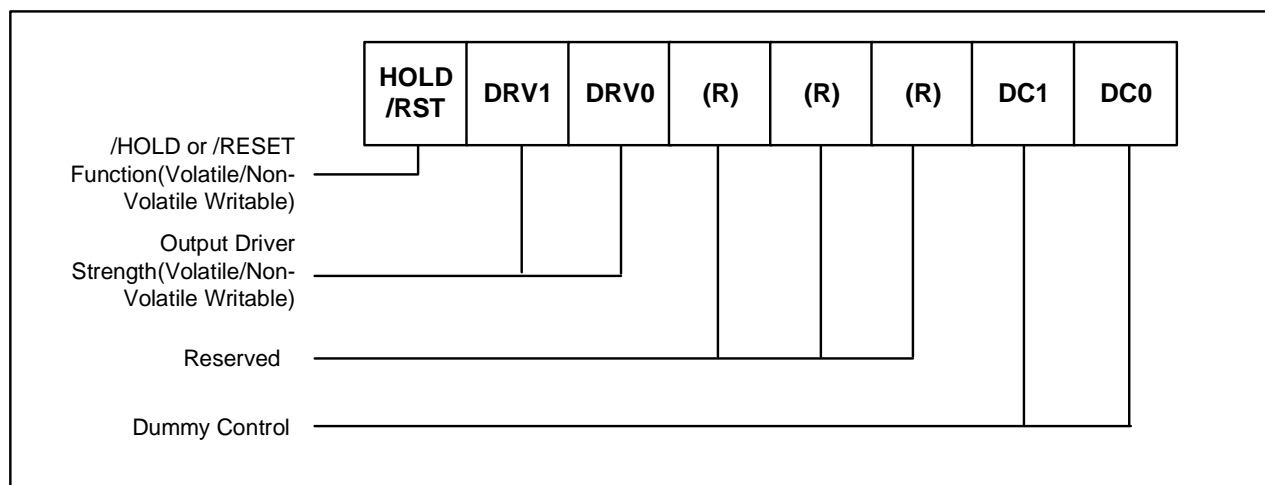 HOLD
/RST
DRV1
DRV0
(R)
(R)
(R)
DC1
DC0
/HOLD or /RESET
Function(Volatile/Non-
Volatile Writable)
Output Driver
Strength(Volatile/Non-
Volatile Writable)
Reserved
Dummy Control